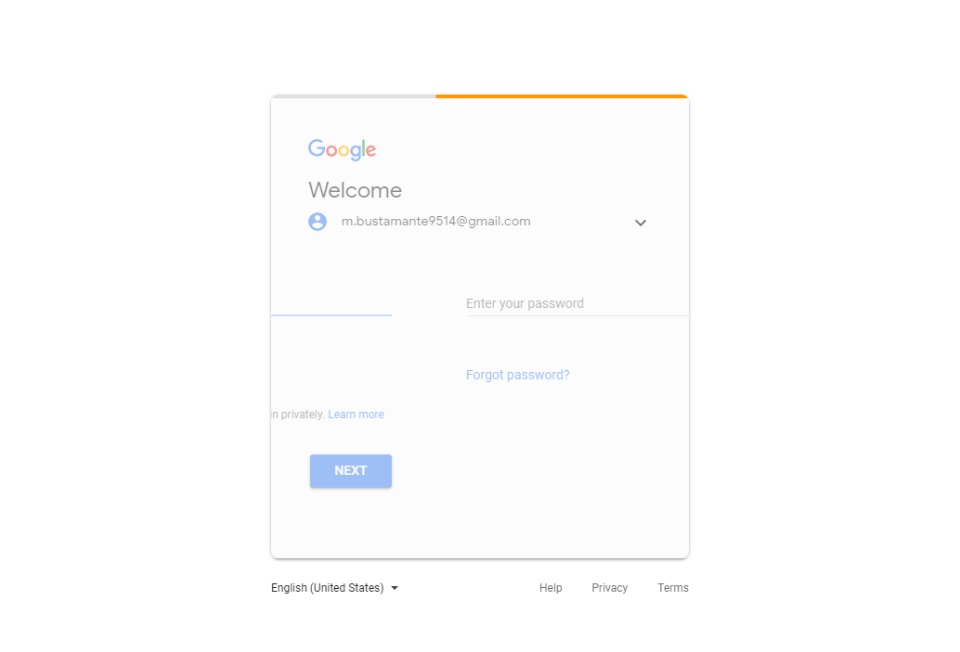 Google
Welcome
m.bustamante9514@gmail.com
Enter your password
Forgot password?
n privately. Learn more
NEXT
English (United States) Help Privacy Terms